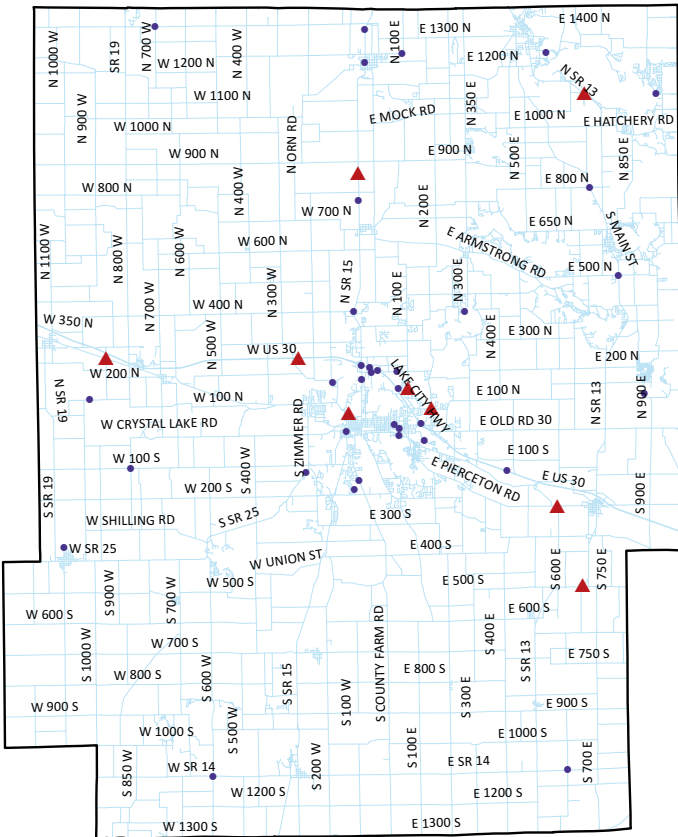 E 1400 N
E 1300 N
N 100 E
E 1200 N
N 1000 W
SR 19
N 700 W
W 1200 N
N 400 W
N SR 13
W 1100 N
N 900 W
W 1000 N
N ORN RD
E MOCK RD
N 350 E
E 1000 N
E HATCHERY RD
N 500 E
N 850 E
W 900 N
E 900 N
W 800 N
N 400 W
E 800 N
W 700 N
N 200 E
E 650 N
S MAIN ST
N 1100 W
N 800 W
N 600 W
W 600 N
E ARMSTRONG RD
E 500 N
N 700 W
N 300 W
N SR 15
N 100 E
N 300 E
W 400 N
W 350 N
N 500 W
N 400 E
E 300 N
W US 30
LAKE CITY HWY
E 200 N
W 200 N
N SR 19
W 100 N
E 100 N
N SR 13
N 900 E
W CRYSTAL LAKE RD
S ZIMMER RD
E OLD RD 30
W 100 S
S 400 W
E 100 S
E PIERCETON RD
E US 30
S SR 19
W 200 S
S 900 E
W SHILLING RD
S SR 25
E 300 S
W SR 25
W UNION ST
E 400 S
S 900 W
S 700 W
W 500 S
E 500 S
S 600 E
S 750 E
W 600 S
E 600 S
S 1000 W
W 700 S
S COUNTY FARM RD
S 400 E
S SR 13
E 750 S
W 800 S
S 600 W
S SR 15
S 100 W
E 800 S
S 300 E
W 900 S
E 900 S
W 1000 S
S 500 W
S 100 E
E 1000 S
S 850 W
W SR 14
S 200 W
E SR 14
S 700 E
W 1200 S
E 1200 S
W 1300 S
E 1300 S